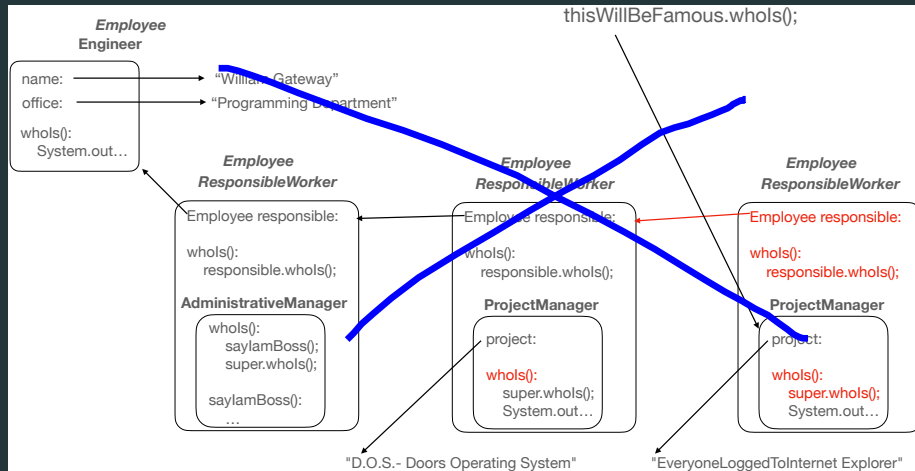 thisWillBeFamous.whoIs();
Employee
Engineer
name:
"William Gateway"
office:
"Programming Department"
whoIs():
System.out…
Employee
ResponsibleWorker
Employee responsible:
whoIs():
responsible.whoIs();
AdministrativeManager
whoIs():
sayIamBoss();
super.whoIs();
sayIamBoss():
…
Employee
ResponsibleWorker
Employee responsible:
whoIs():
responsible.whoIs();
ProjectManager
project:
whoIs():
super.whoIs();
System.out…
Employee
ResponsibleWorker
Employee responsible:
whoIs():
responsible.whoIs();
ProjectManager
project:
whoIs():
super.whoIs();
System.out…
"D.O.S.- Doors Operating System"
"EveryoneLoggedToInternet Explorer"